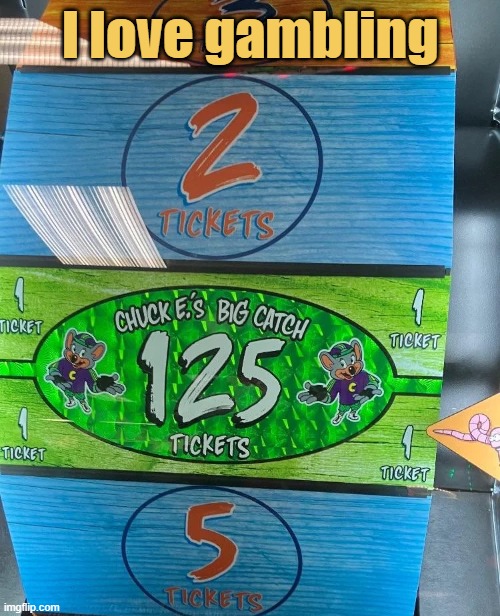 I love gambling
3
2
TICKETS
1
TICKET
CHUCK E.'S BIG CATCH
1
TICKET
125
TICKETS
1
TICKET
1
TICKET
5
TICKETS
imgflip.com